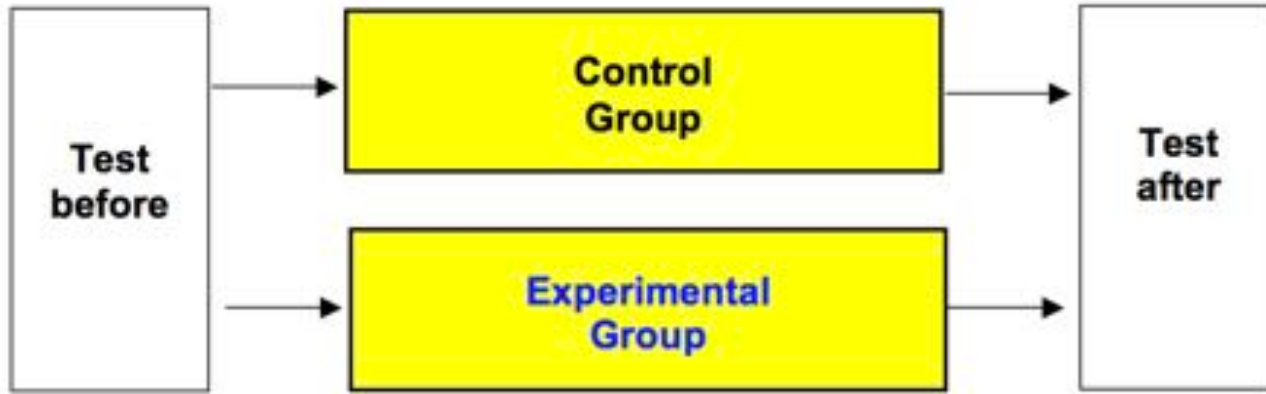 Test
before
Control
Group
Experimental
Group
Test
after